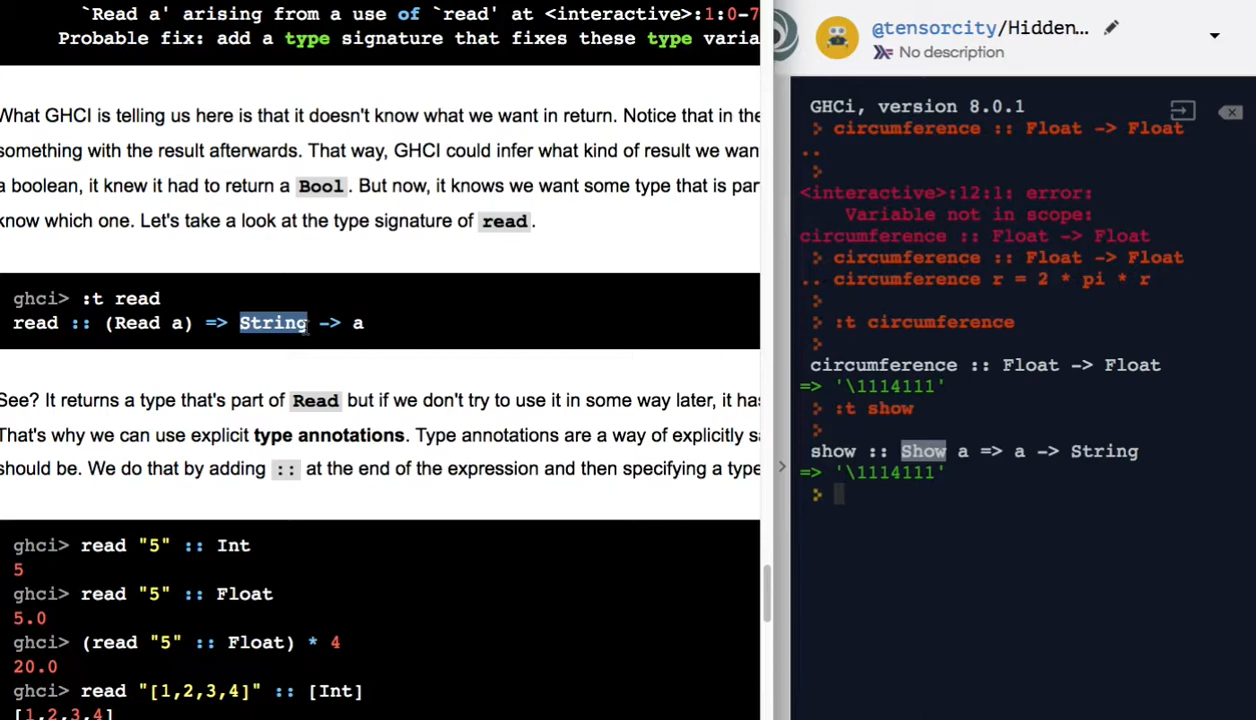 `Read a' arising from a use of `read' at <interactive>:1:0-7
Probable fix: add a type signature that fixes these type varia
What GHCI is telling us here is that it doesn't know what we want in return. Notice that in the
something with the result afterwards. That way, GHCI could infer what kind of result we wan
a boolean, it knew it had to return a Bool. But now, it knows we want some type that is par
know which one. Let's take a look at the type signature of read.
ghci> :t read
read :: (Read a) => String -> a
See? It returns a type that's part of Read but if we don't try to use it in some way later, it ha
That's why we can use explicit type annotations. Type annotations are a way of explicitly s
should be. We do that by adding :: at the end of the expression and then specifying a type
ghci> read "5" :: Int
5
ghci> read "5" :: Float
5.0
ghci> (read "5" :: Float) * 4
20.0
ghci> read "[1,2,3,4]" :: [Int]
[1,2,3,4]
@tensorcity/Hidden...
No description
GHCi, version 8.0.1
> circumference :: Float -> Float
..
>
<interactive>:12:1: error:
Variable not in scope:
circumference :: Float -> Float
> circumference :: Float -> Float
.. circumference r = 2 * pi * r
>
> :t circumference
>
circumference :: Float -> Float
=> '\1114111'
> :t show
>
show :: Show a => a -> String
=> '\1114111'
>